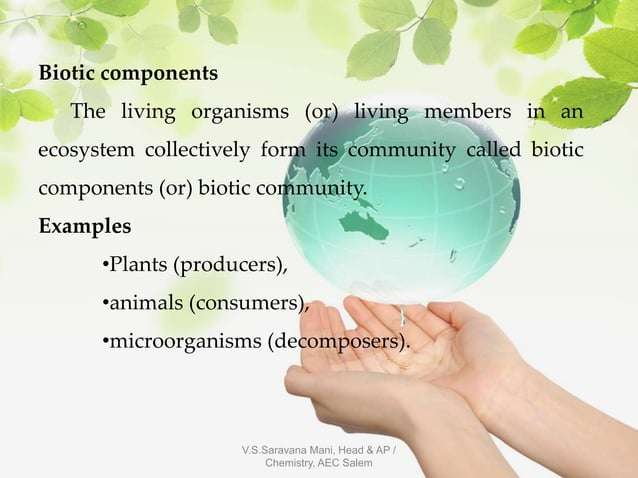 Biotic components
The living organisms (or) living members in an
ecosystem collectively form its community called biotic
components (or) biotic community.
Examples
•Plants (producers),
•animals (consumers),
•microorganisms (decomposers).
V.S.Saravana Mani, Head & AP /
Chemistry, AEC Salem